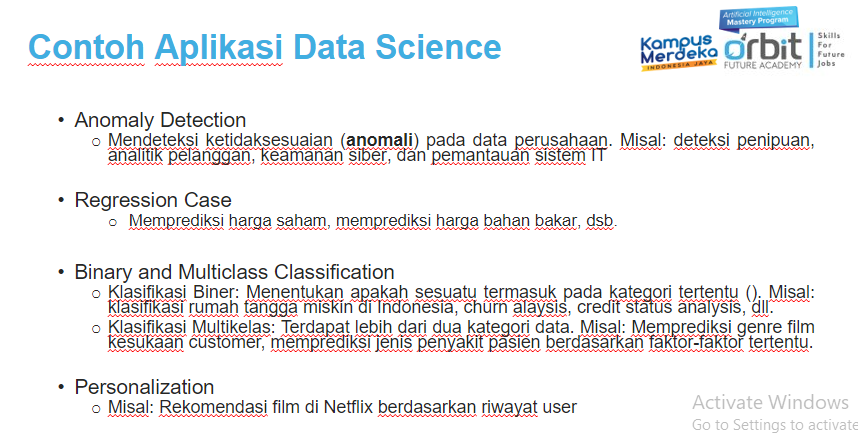 Contoh Aplikasi Data Science
Artificial Intelligence
Mastery Program
Kampus
Merdeka
INDONESIA JAYA
orbit
FUTURE ACADEMY
Skills
For
Future
Jobs
• Anomaly Detection
o Mendeteksi ketidaksesuaian (anomali) pada data perusahaan. Misal: deteksi penipuan,
analitik pelanggan, keamanan siber, dan pemantauan sistem IT
• Regression Case
o Memprediksi harga saham, memprediksi harga bahan bakar, dsb.
• Binary and Multiclass Classification
o Klasifikasi Biner: Menentukan apakah sesuatu termasuk pada kategori tertentu (). Misal:
klasifikasi rumah tangga miskin di Indonesia, churn alaysis, credit status analysis, dll.
o Klasifikasi Multikelas: Terdapat lebih dari dua kategori data. Misal: Memprediksi genre film
kesukaan customer, memprediksi jenis penyakit pasien berdasarkan faktor-faktor tertentu.
• Personalization
o Misal: Rekomendasi film di Netflix berdasarkan riwayat user
Activate Windows
Go to Settings to activate